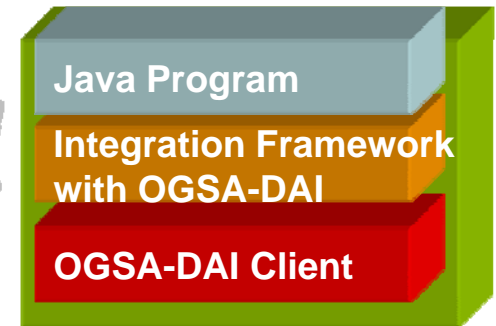 Java Program
Integration Framework
with OGSA-DAI
OGSA-DAI Client